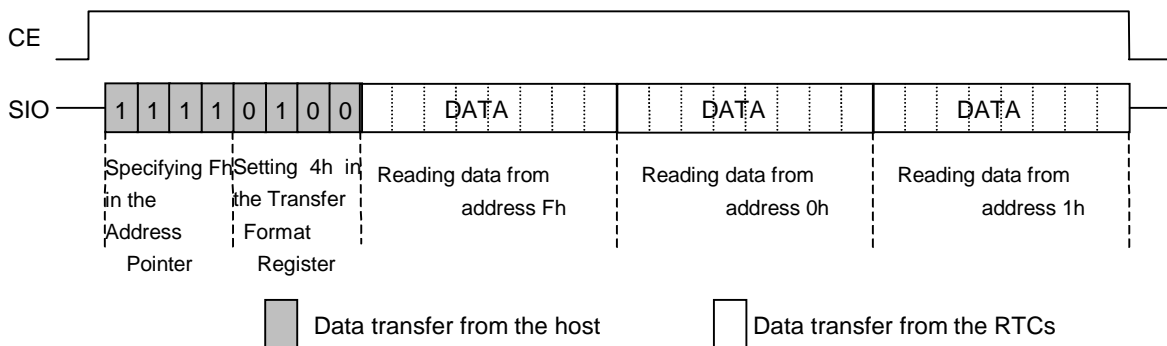 CE
SIO 1 1 1 1 0 1 0 0 DATA DATA DATA
Specifying Fh
in the
Address
Pointer
Setting 4h in
the Transfer
Format
Register
Reading data from
address Fh
Reading data from
address 0h
Reading data from
address 1h
Data transfer from the host
Data transfer from the RTCs